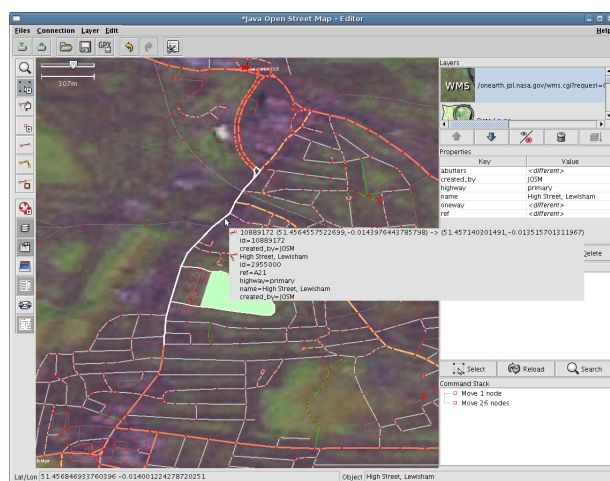 *Java Open Street Map - Editor
Files Connection Layer Edit Help
307m
Layers
WMS /onearth.jpl.nasa.gov/wms.cgi?request=
Properties
Key Value
abutters <different>
created_by JOSM
highway primary
name High Street, Lewisham
oneway <different>
ref <different>
10889172 (51.4564557522699,-0.0143976443785798) -> (51.457140301491,-0.013515701311967)
id=10889172
created_by=JOSM
High Street, Lewisham
id=2955000
ref=A21
highway=primary
name=High Street, Lewisham
created_by=JOSM
Delete
Select Reload Search
Command Stack
Move 1 node
Move 26 nodes
Lat/Lon 51.456846933760396 -0.014001224278720251 Object High Street, Lewisham